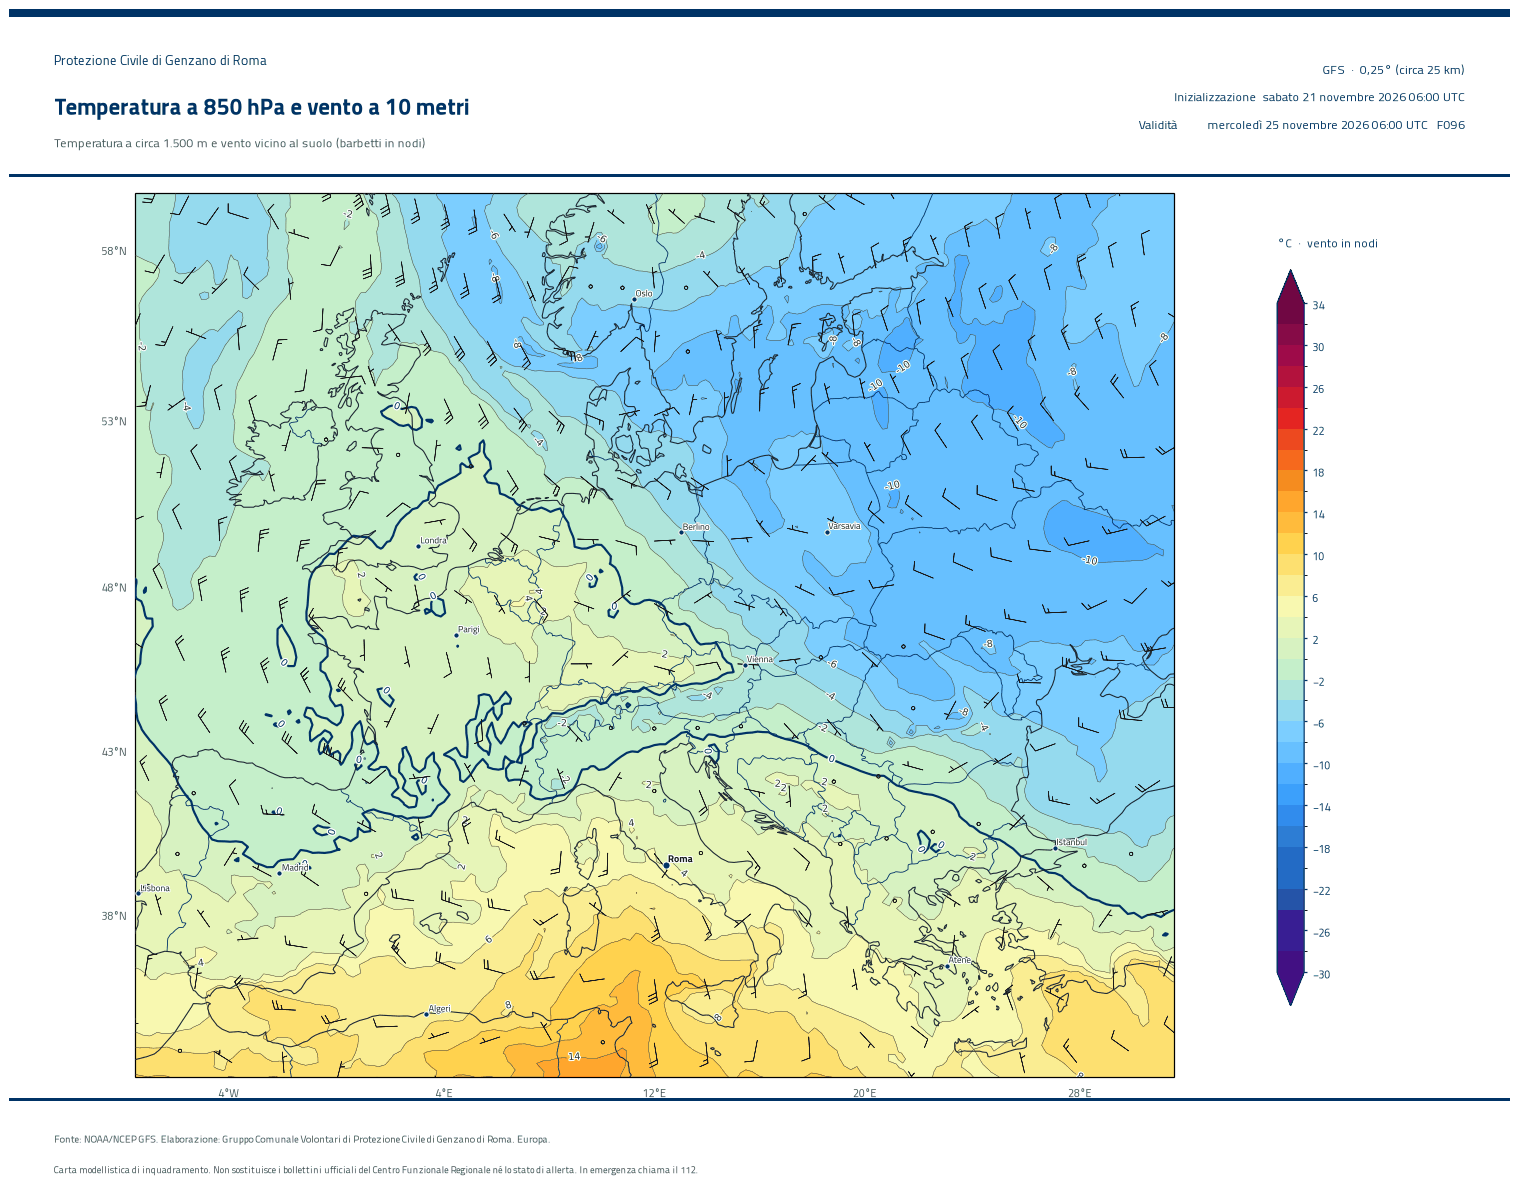 Protezione Civile di Genzano di Roma
Temperatura a 850 hPa e vento a 10 metri
Temperatura a circa 1.500 m e vento vicino al suolo (barbetti in nodi)
GFS · 0,25° (circa 25 km)
Inizializzazione sabato 21 novembre 2026 06:00 UTC
Validità mercoledì 25 novembre 2026 06:00 UTC F096
°C · vento in nodi
34
30
26
22
18
14
10
6
2
−2
−6
−10
−14
−18
−22
−26
−30
58°N
53°N
48°N
43°N
38°N
4°W
4°E
12°E
20°E
28°E
Oslo
Berlino
Varsavia
Londra
Parigi
Vienna
Madrid
Lisbona
Roma
Istanbul
Atene
Algeri
Fonte: NOAA/NCEP GFS. Elaborazione: Gruppo Comunale Volontari di Protezione Civile di Genzano di Roma. Europa.
Carta modellistica di inquadramento. Non sostituisce i bollettini ufficiali del Centro Funzionale Regionale né lo stato di allerta. In emergenza chiama il 112.